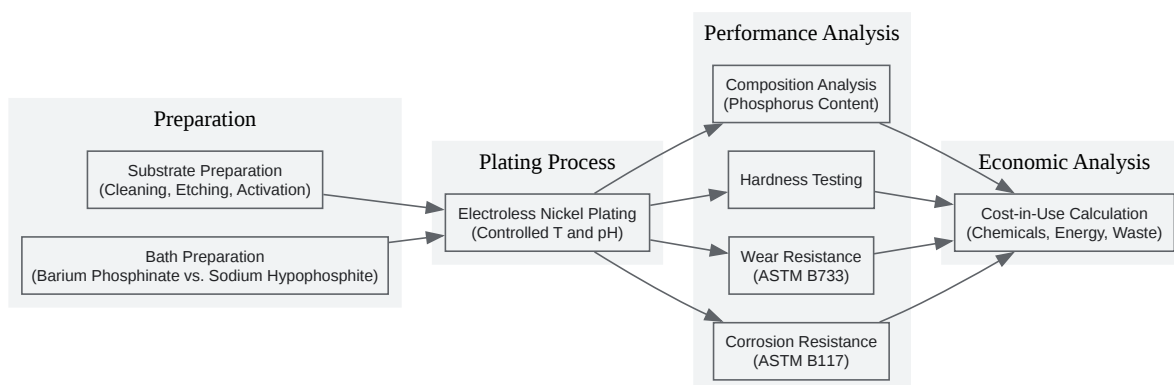 Preparation
Substrate Preparation
(Cleaning, Etching, Activation)
Bath Preparation
(Barium Phosphinate vs. Sodium Hypophosphite)
Plating Process
Electroless Nickel Plating
(Controlled T and pH)
Performance Analysis
Composition Analysis
(Phosphorus Content)
Hardness Testing
Wear Resistance
(ASTM B733)
Corrosion Resistance
(ASTM B117)
Economic Analysis
Cost-in-Use Calculation
(Chemicals, Energy, Waste)